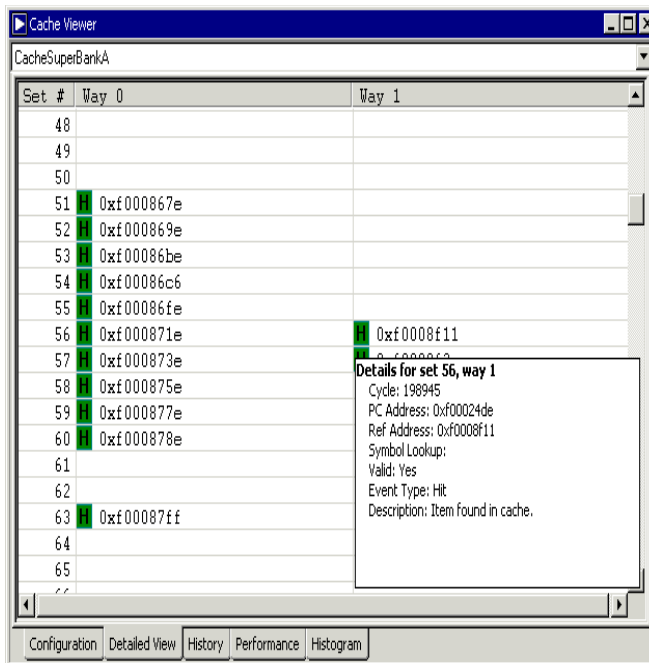 Cache Viewer
CacheSuperBankA
Set # Way 0 Way 1
48
49
50
51 H 0xf000867e
52 H 0xf000869e
53 H 0xf00086be
54 H 0xf00086c6
55 H 0xf00086fe
56 H 0xf000871e H 0xf0008f11
57 H 0xf000873e
58 H 0xf000875e
59 H 0xf000877e
60 H 0xf000878e
61
62
63 H 0xf00087ff
64
65
Details for set 56, way 1
Cycle: 198945
PC Address: 0xf00024de
Ref Address: 0xf0008f11
Symbol Lookup:
Valid: Yes
Event Type: Hit
Description: Item found in cache.
Configuration Detailed View History Performance Histogram